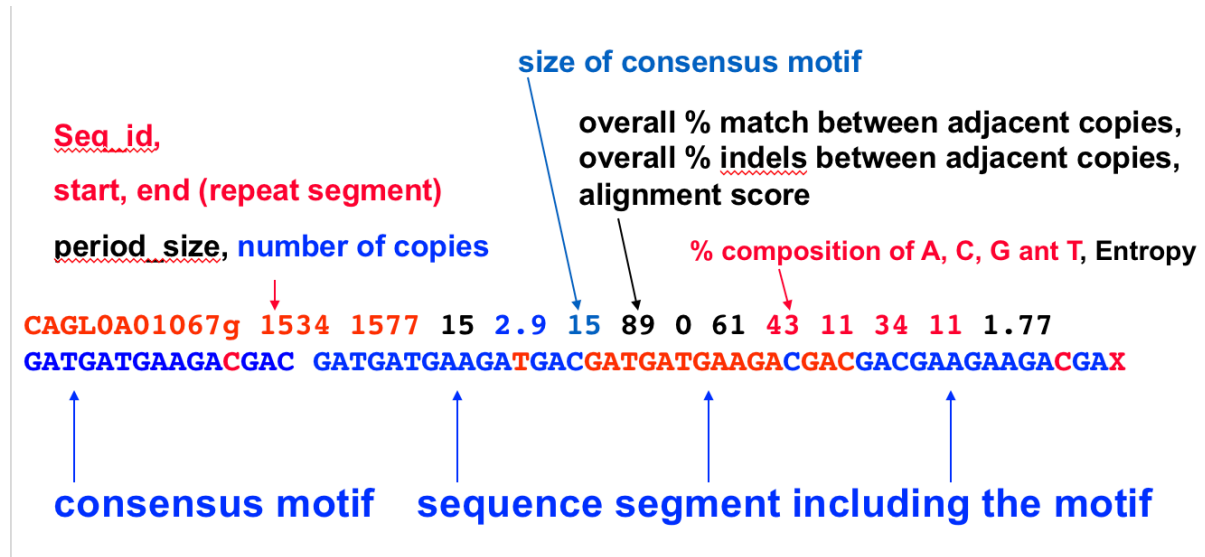 size of consensus motif
Seq_id,
start, end (repeat segment)
period_size, number of copies
overall % match between adjacent copies,
overall % indels between adjacent copies,
alignment score
% composition of A, C, G ant T, Entropy
CAGL0A01067g 1534 1577 15 2.9 15 89 0 61 43 11 34 11 1.77
GATGATGAAGACGAC GATGATGAAGATGACGATGATGAAGACGACGACGAAGAAGACGAX
consensus motif
sequence segment including the motif